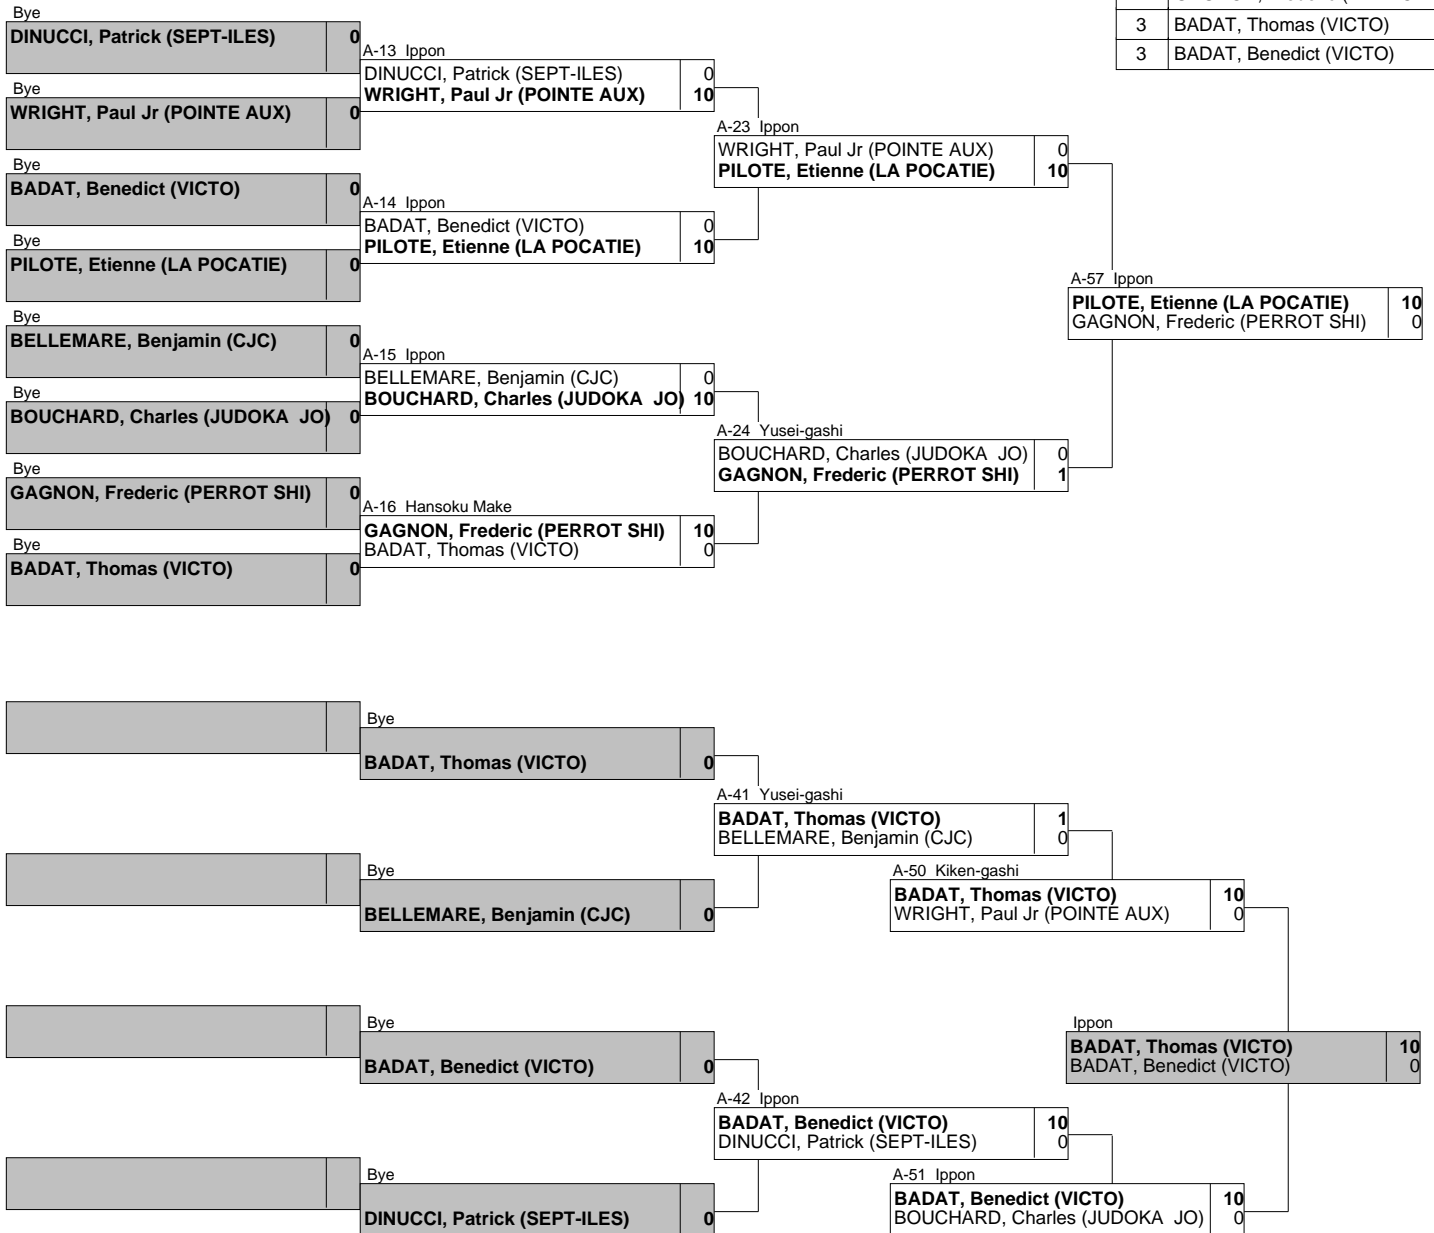 3 BADAT, Thomas (VICTO)
3 BADAT, Benedict (VICTO)
Bye
DINUCCI, Patrick (SEPT-ILES) 0
Bye
WRIGHT, Paul Jr (POINTE AUX) 0
Bye
BADAT, Benedict (VICTO) 0
Bye
PILOTE, Etienne (LA POCATIE) 0
Bye
BELLEMARE, Benjamin (CJC) 0
Bye
BOUCHARD, Charles (JUDOKA JO) 0
Bye
GAGNON, Frederic (PERROT SHI) 0
Bye
BADAT, Thomas (VICTO) 0
A-13 Ippon
DINUCCI, Patrick (SEPT-ILES) 0
WRIGHT, Paul Jr (POINTE AUX) 10
A-14 Ippon
BADAT, Benedict (VICTO) 0
PILOTE, Etienne (LA POCATIE) 10
A-15 Ippon
BELLEMARE, Benjamin (CJC) 0
BOUCHARD, Charles (JUDOKA JO) 10
A-16 Hansoku Make
GAGNON, Frederic (PERROT SHI) 10
BADAT, Thomas (VICTO) 0
A-23 Ippon
WRIGHT, Paul Jr (POINTE AUX) 0
PILOTE, Etienne (LA POCATIE) 10
A-24 Yusei-gashi
BOUCHARD, Charles (JUDOKA JO) 0
GAGNON, Frederic (PERROT SHI) 1
A-57 Ippon
PILOTE, Etienne (LA POCATIE) 10
GAGNON, Frederic (PERROT SHI) 0
Bye
BADAT, Thomas (VICTO) 0
Bye
BELLEMARE, Benjamin (CJC) 0
Bye
BADAT, Benedict (VICTO) 0
Bye
DINUCCI, Patrick (SEPT-ILES) 0
A-41 Yusei-gashi
BADAT, Thomas (VICTO) 1
BELLEMARE, Benjamin (CJC) 0
A-42 Ippon
BADAT, Benedict (VICTO) 10
DINUCCI, Patrick (SEPT-ILES) 0
A-50 Kiken-gashi
BADAT, Thomas (VICTO) 10
WRIGHT, Paul Jr (POINTE AUX) 0
A-51 Ippon
BADAT, Benedict (VICTO) 10
BOUCHARD, Charles (JUDOKA JO) 0
Ippon
BADAT, Thomas (VICTO) 10
BADAT, Benedict (VICTO) 0